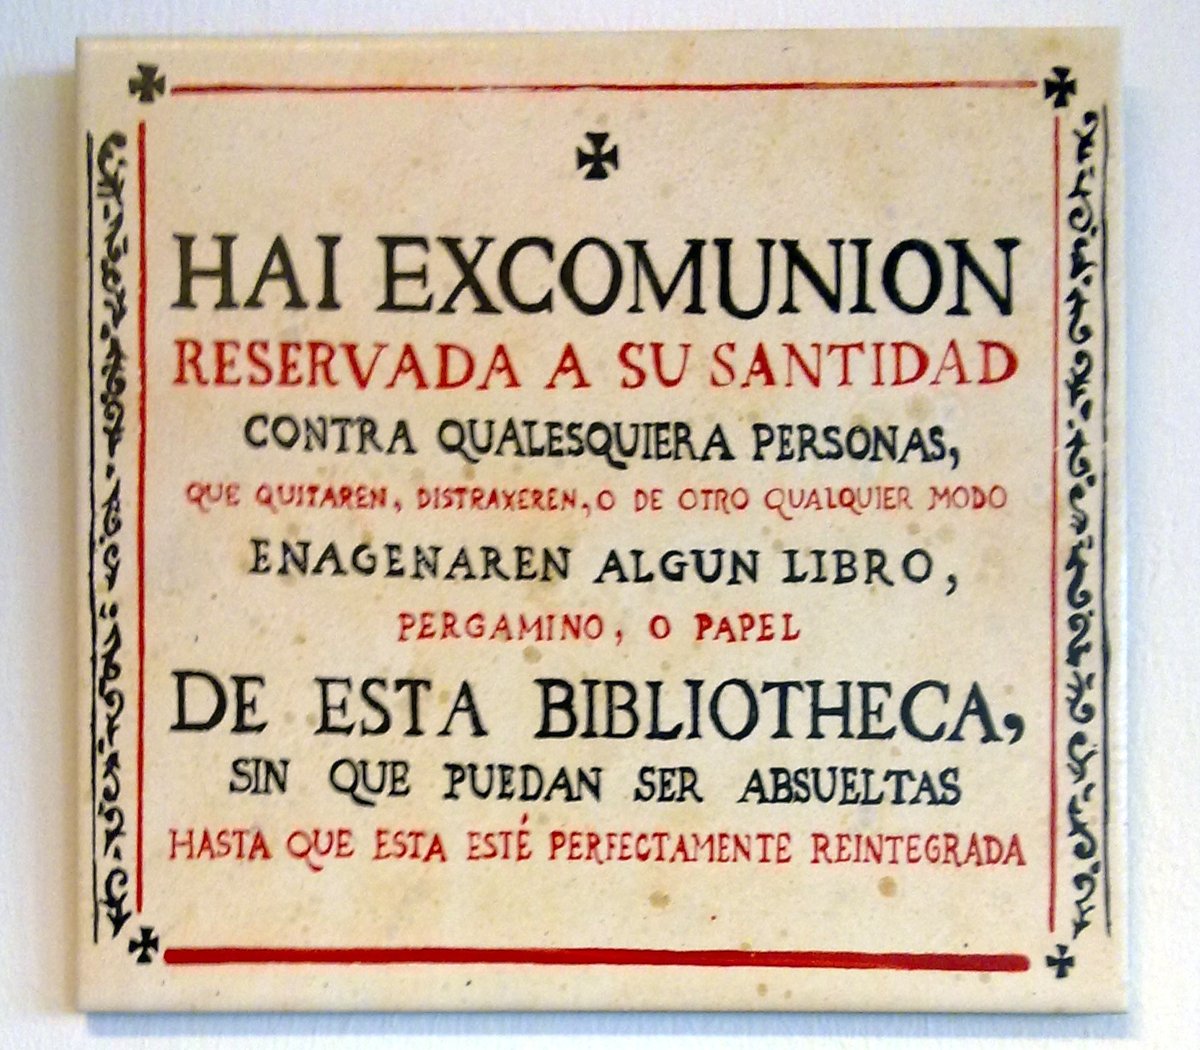 HAI EXCOMUNION
RESERVADA A SU SANTIDAD
CONTRA QUALESQUIERA PERSONAS,
QUE QUITAREN, DISTRAXEREN, O DE OTRO QUALQUIER MODO
ENAGENAREN ALGUN LIBRO,
PERGAMINO, O PAPEL
DE ESTA BIBLIOTHECA,
SIN QUE PUEDAN SER ABSUELTAS
HASTA QUE ESTA ESTÉ PERFECTAMENTE REINTEGRADA